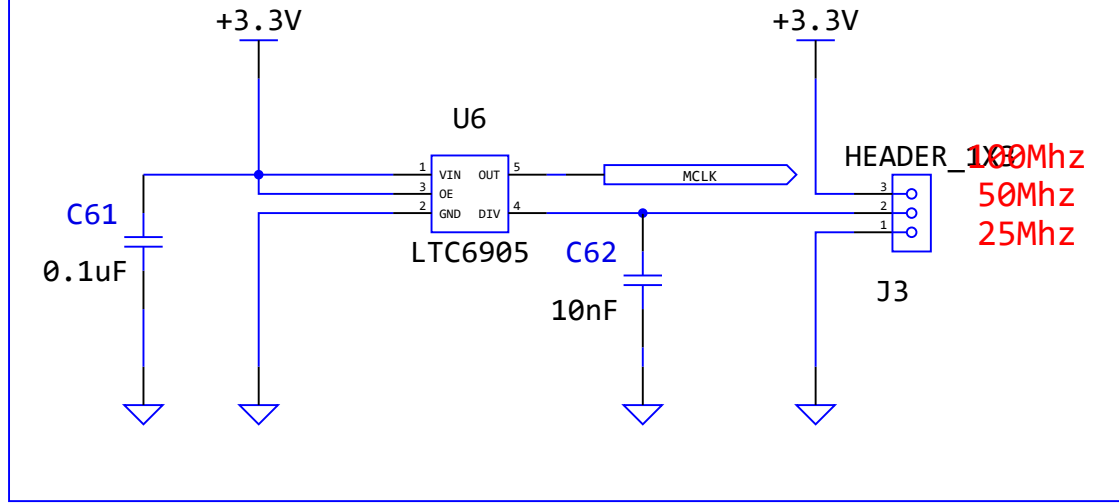 +3.3V
+3.3V
U6
HEADER_1X3
100Mhz
1
VIN
OUT
5
MCLK
3
OE
3
50Mhz
C61
2
GND
DIV
4
2
25Mhz
1
LTC6905
C62
0.1uF
J3
10nF